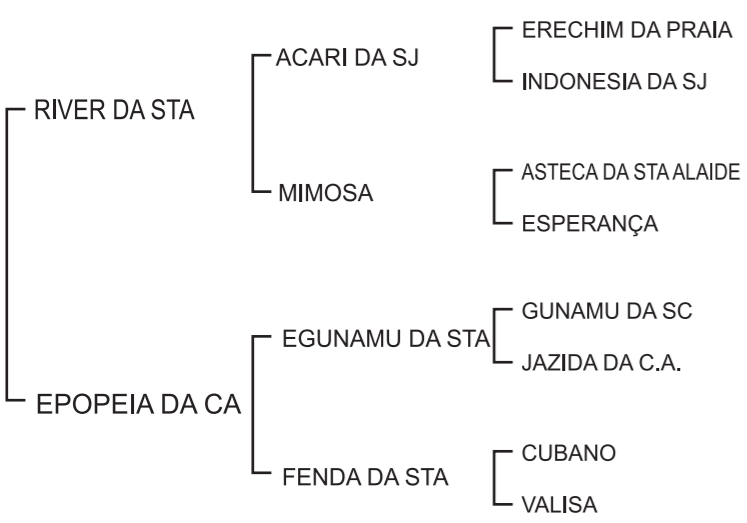 ERECHIM DA PRAIA
ACARI DA SJ
INDONESIA DA SJ
RIVER DA STA
ASTECA DA STA ALAIDE
MIMOSA
ESPERANÇA
GUNAMU DA SC
EGUNAMU DA STA
JAZIDA DA C.A.
EPOPEIA DA CA
CUBANO
FENDA DA STA
VALISA